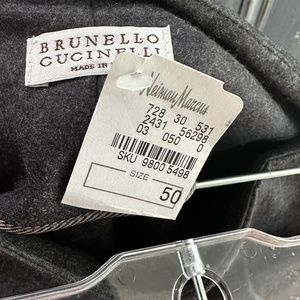 BRUNELLO
CUCINELLI
MADE IN
Neiman Marcus
728 30 531
2431 56298
03 050 0
SKU 9800 5498
SIZE
50